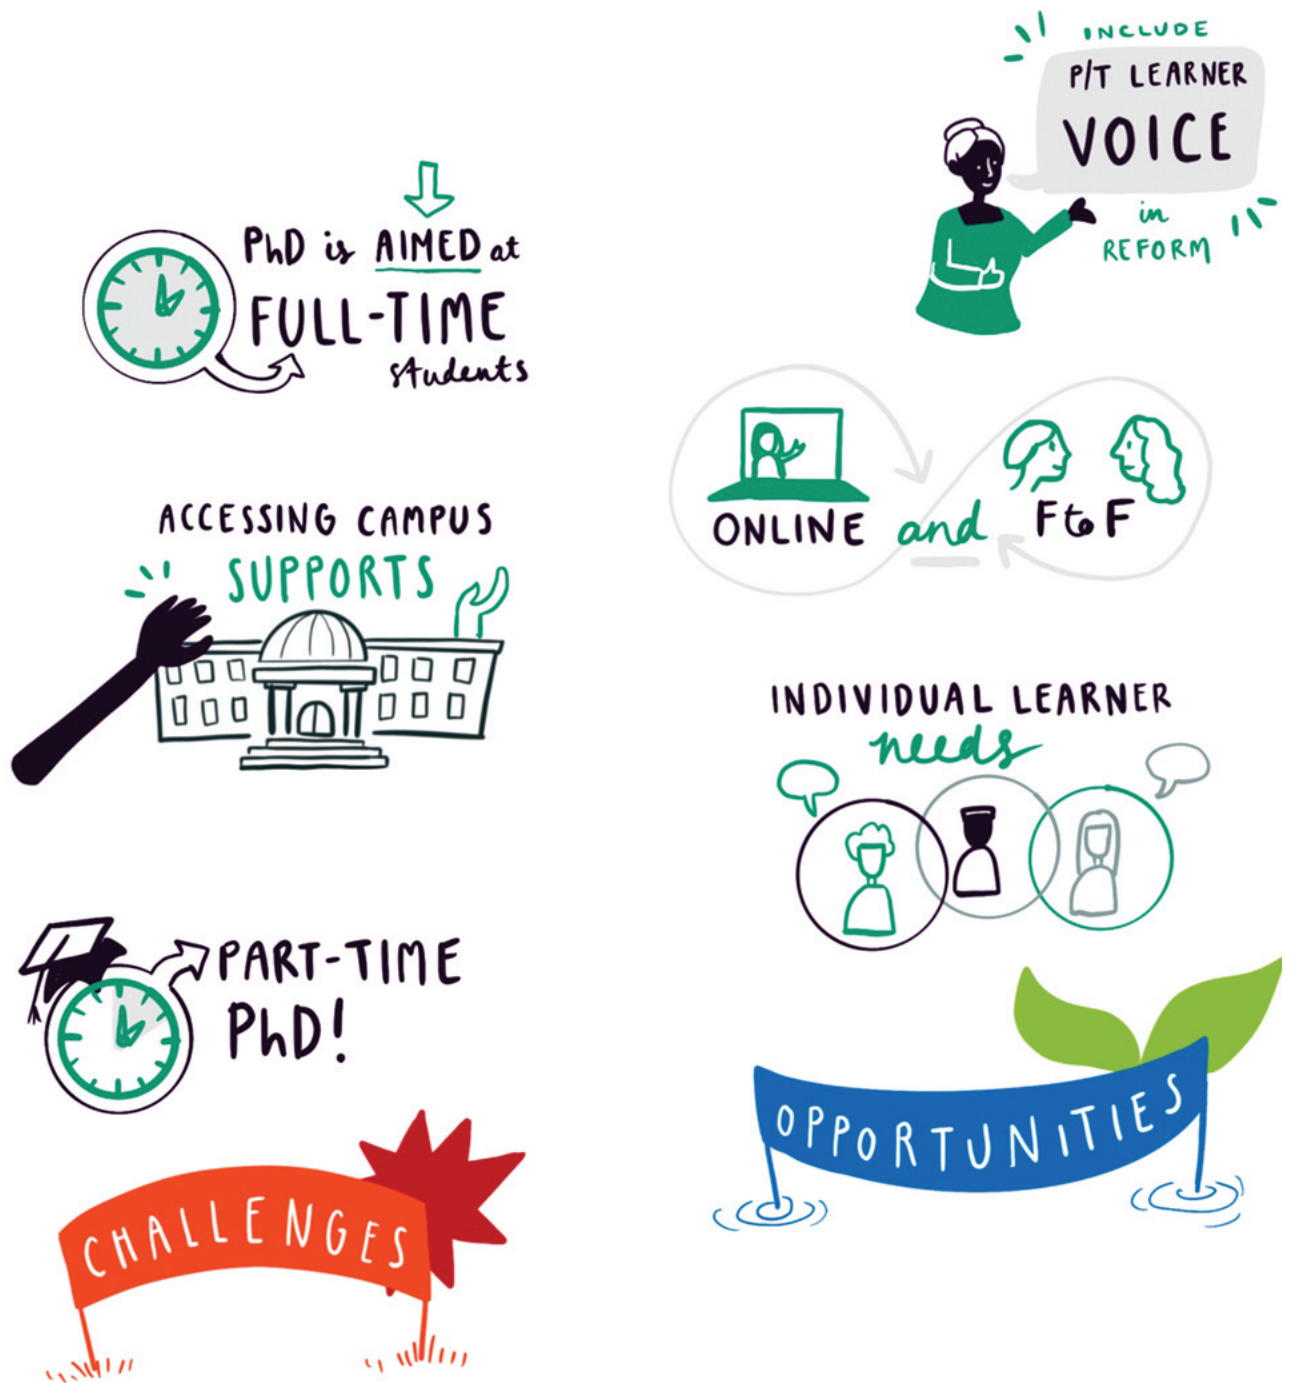 PhD is AIMED at
FULL-TIME
students
ACCESSING CAMPUS
SUPPORTS
PART-TIME
PhD!
CHALLENGES
INCLUDE
P/T LEARNER
VOICE
in
REFORM
ONLINE and F to F
INDIVIDUAL LEARNER
needs
OPPORTUNITIES